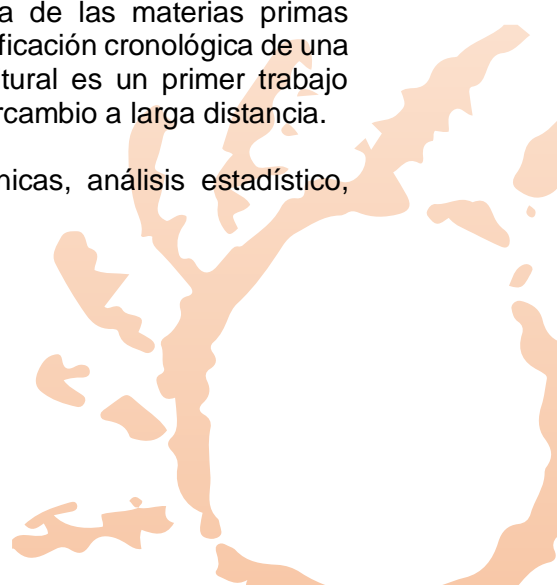 a de las materias primas
ficación cronológica de una
tural es un primer trabajo
rcambio a larga distancia.
nicas, análisis estadístico,